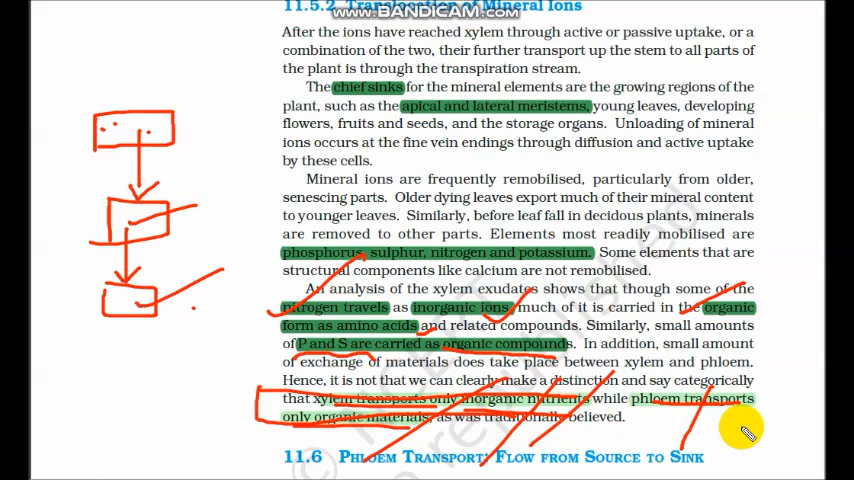 11.5.2 Translocation of Mineral Ions
www.BANDICAM.com
After the ions have reached xylem through active or passive uptake, or a
combination of the two, their further transport up the stem to all parts of
the plant is through the transpiration stream.
The chief sinks for the mineral elements are the growing regions of the
plant, such as the apical and lateral meristems, young leaves, developing
flowers, fruits and seeds, and the storage organs. Unloading of mineral
ions occurs at the fine vein endings through diffusion and active uptake
by these cells.
Mineral ions are frequently remobilised, particularly from older,
senescing parts. Older dying leaves export much of their mineral content
to younger leaves. Similarly, before leaf fall in decidous plants, minerals
are removed to other parts. Elements most readily mobilised are
phosphorus, sulphur, nitrogen and potassium. Some elements that are
structural components like calcium are not remobilised.
An analysis of the xylem exudates shows that though some of the
nitrogen travels as inorganic ions, much of it is carried in the organic
form as amino acids and related compounds. Similarly, small amounts
of P and S are carried as organic compounds. In addition, small amount
of exchange of materials does take place between xylem and phloem.
Hence, it is not that we can clearly make a distinction and say categorically
that xylem transports only inorganic nutrients while phloem transports
only organic materials, as was traditionally believed.
11.6 Phloem Transport: Flow from Source to Sink